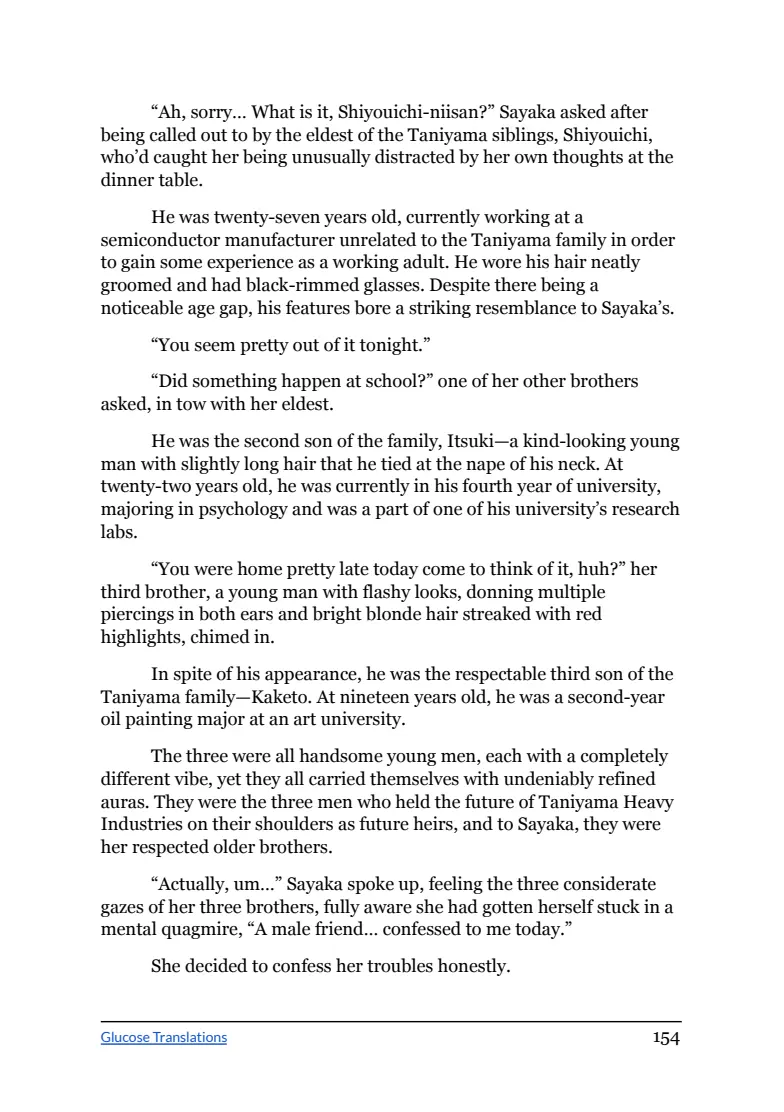 “Ah, sorry… What is it, Shiyouichi-niisan?” Sayaka asked after
being called out to by the eldest of the Taniyama siblings, Shiyouichi,
who’d caught her being unusually distracted by her own thoughts at the
dinner table.
He was twenty-seven years old, currently working at a
semiconductor manufacturer unrelated to the Taniyama family in order
to gain some experience as a working adult. He wore his hair neatly
groomed and had black-rimmed glasses. Despite there being a
noticeable age gap, his features bore a striking resemblance to Sayaka’s.
“You seem pretty out of it tonight.”
“Did something happen at school?” one of her other brothers
asked, in tow with her eldest.
He was the second son of the family, Itsuki—a kind-looking young
man with slightly long hair that he tied at the nape of his neck. At
twenty-two years old, he was currently in his fourth year of university,
majoring in psychology and was a part of one of his university’s research
labs.
“You were home pretty late today come to think of it, huh?” her
third brother, a young man with flashy looks, donning multiple
piercings in both ears and bright blonde hair streaked with red
highlights, chimed in.
In spite of his appearance, he was the respectable third son of the
Taniyama family—Kaketo. At nineteen years old, he was a second-year
oil painting major at an art university.
The three were all handsome young men, each with a completely
different vibe, yet they all carried themselves with undeniably refined
auras. They were the three men who held the future of Taniyama Heavy
Industries on their shoulders as future heirs, and to Sayaka, they were
her respected older brothers.
“Actually, um…” Sayaka spoke up, feeling the three considerate
gazes of her three brothers, fully aware she had gotten herself stuck in a
mental quagmire, “A male friend… confessed to me today.”
She decided to confess her troubles honestly.
Glucose Translations 154